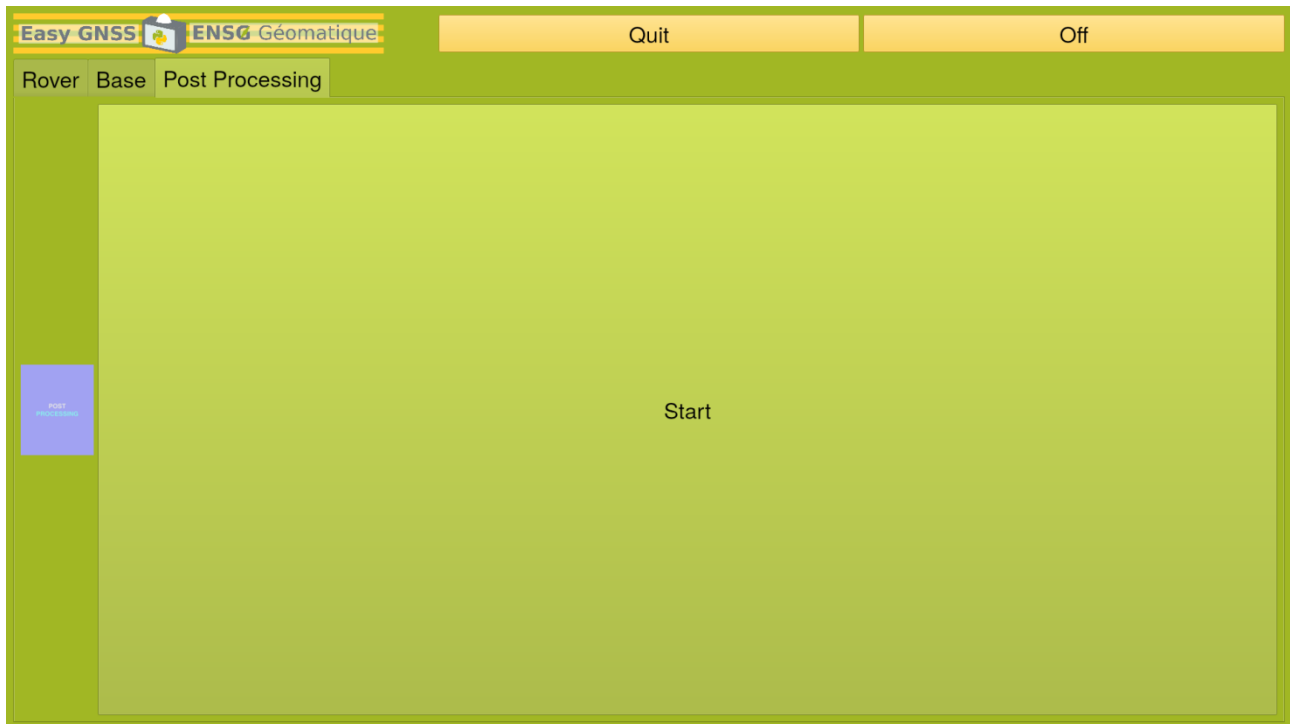 Easy GNSS ENSG Géomatique
Quit
Off
Rover
Base
Post Processing
POST
PROCESSING
Start